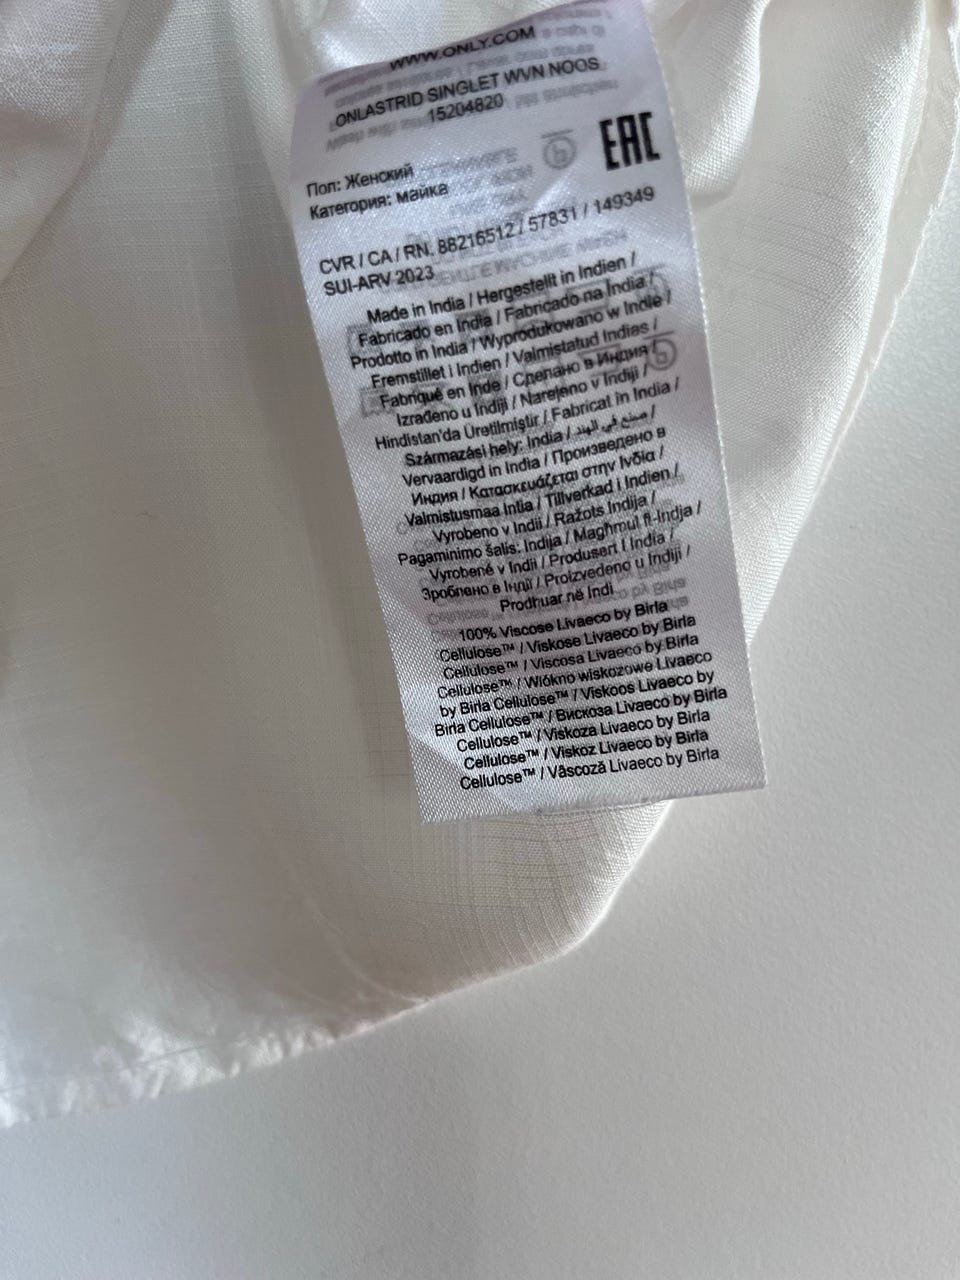 WWW.ONLY.COM
ONLASTRID SINGLET WVN NOOS
15204820
EAC
Пол: Женский
Категория: майка
CVR / CA / RN. 88216512 / 57831 / 149349
SUI-ARV 2023
Made in India / Hergestellt in Indien /
Fabricado en India / Fabricado na India /
Prodotto in India / Wyprodukowano w Indie /
Fremstillet i Indien / Valmistatud Indias /
Fabriqué en Inde / Сделано в Индия /
Izrađeno u Indiji / Narejeno v Indiji /
Hindistan'da Üretilmiştir / Fabricat in India /
Származási hely: India / صنع في الهند /
Vervaardigd in India / Произведено в
Индия / Κατασκευάζεται στην Ινδία /
Valmistusmaa Intia / Tillverkad i Indien /
Vyrobeno v Indii / Ražots Indija /
Pagaminimo šalis: Indija / Magħmul fl-Indja /
Vyrobené v Indii / Produsert i India /
Зроблено в Індії / Proizvedeno u Indiji /
Prodhuar në Indi
100% Viscose Livaeco by Birla
Cellulose™ / Viskose Livaeco by Birla
Cellulose™ / Viscosa Livaeco by Birla
Cellulose™ / Włókno wiskozowe Livaeco
by Birla Cellulose™ / Viskoos Livaeco by
Birla Cellulose™ / Вискоза Livaeco by Birla
Cellulose™ / Viskoza Livaeco by Birla
Cellulose™ / Viskoz Livaeco by Birla
Cellulose™ / Vâscoză Livaeco by Birla